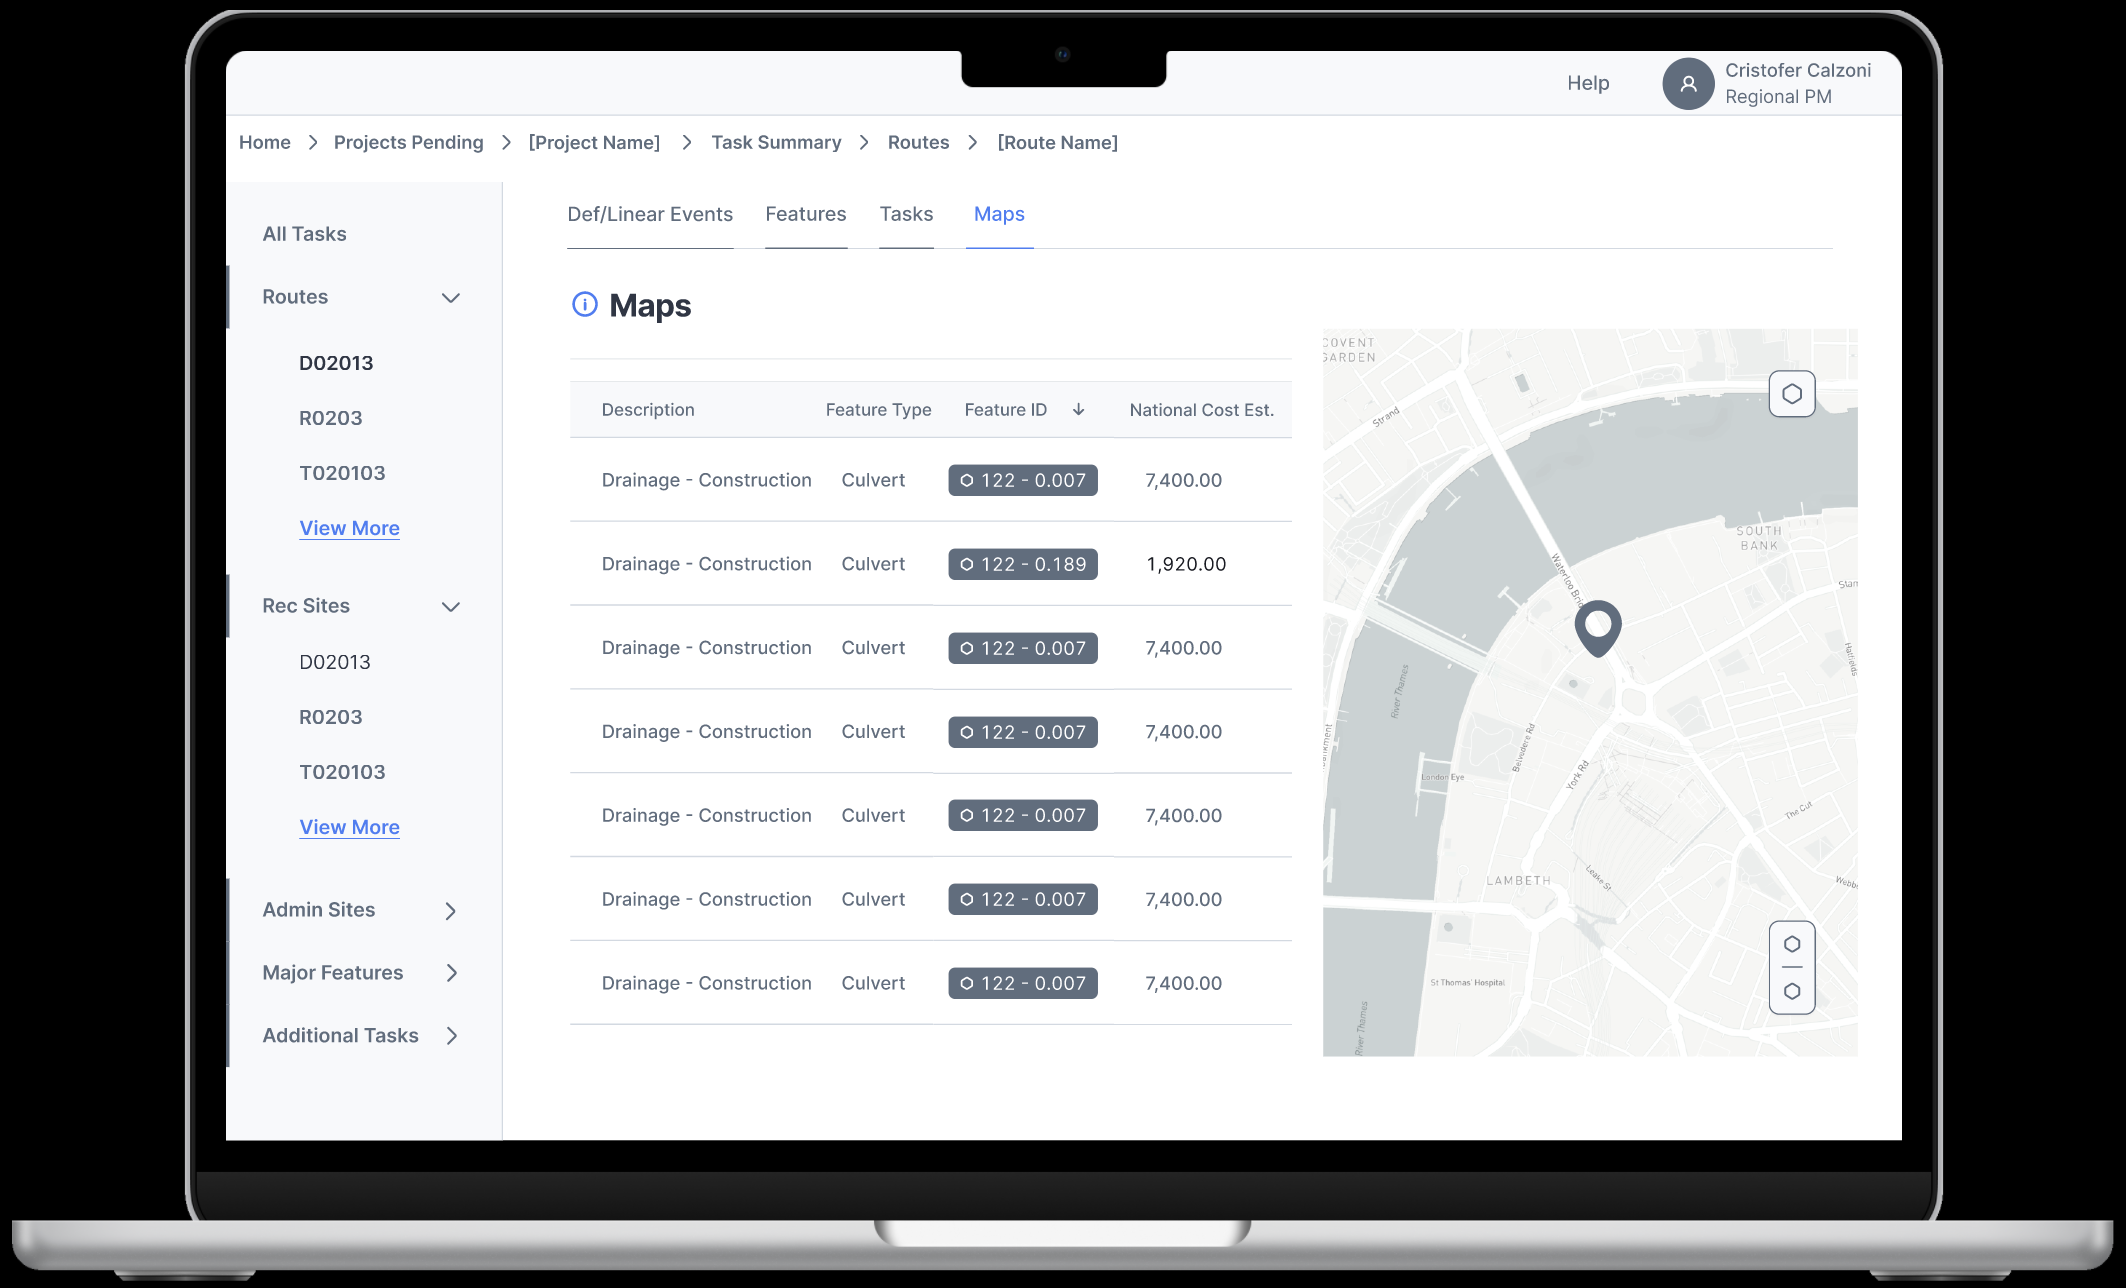 Help
Cristofer Calzoni
Regional PM
Home > Projects Pending > [Project Name] > Task Summary > Routes > [Route Name]
All Tasks
Routes
D02013
R0203
T020103
View More
Rec Sites
D02013
R0203
T020103
View More
Admin Sites
Major Features
Additional Tasks
Def/Linear Events Features Tasks Maps
Maps
Description Feature Type Feature ID ↓ National Cost Est.
Drainage - Construction Culvert 122 - 0.007 7,400.00
Drainage - Construction Culvert 122 - 0.189 1,920.00
Drainage - Construction Culvert 122 - 0.007 7,400.00
Drainage - Construction Culvert 122 - 0.007 7,400.00
Drainage - Construction Culvert 122 - 0.007 7,400.00
Drainage - Construction Culvert 122 - 0.007 7,400.00
Drainage - Construction Culvert 122 - 0.007 7,400.00
COVENT
GARDEN
Strand
SOUTH
BANK
Waterloo Brid
Stam
Hatfields
River Thames
Belvedere Rd
London Eye
York Rd
The Cut
LAMBETH
Leake St
Webb
St Thomas' Hospital
River Thames